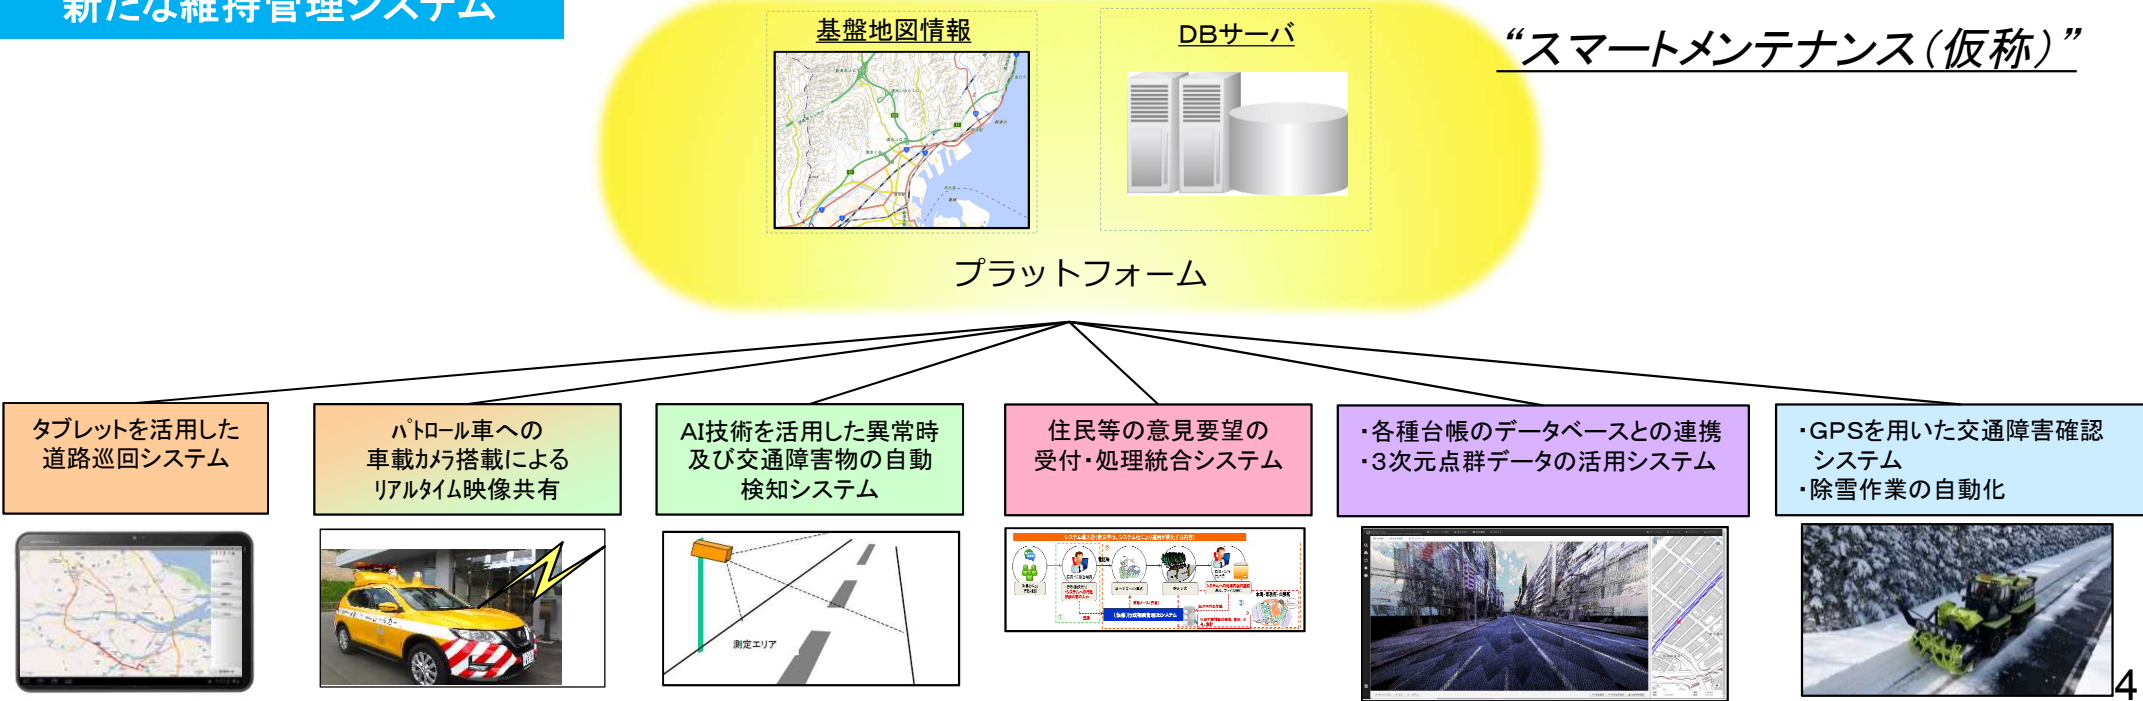 新たな維持管理システム
基盤地図情報
DBサーバ
“スマートメンテナンス（仮称）”
プラットフォーム
タブレットを活用した
道路巡回システム
パトロール車への
車載カメラ搭載による
リアルタイム映像共有
AI技術を活用した異常時
及び交通障害物の自動
検知システム
住民等の意見要望の
受付・処理統合システム
・各種台帳のデータベースとの連携
・３次元点群データの活用システム
・GPSを用いた交通障害確認
システム
・除雪作業の自動化
測定エリア
4